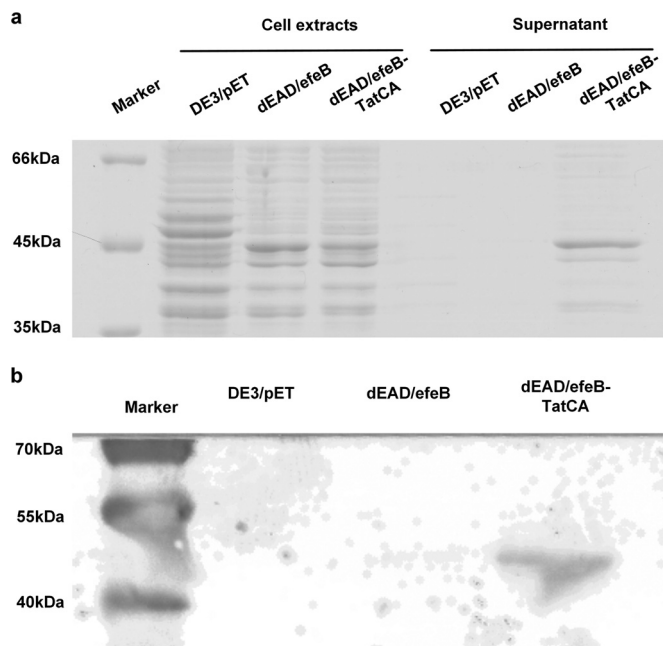 a
Cell extracts
Supernatant
Marker
DE3/pET
dEAD/efeB
dEAD/efeB-
TatCA
DE3/pET
dEAD/efeB
dEAD/efeB-
TatCA
66kDa
45kDa
35kDa
b
Marker
DE3/pET
dEAD/efeB
dEAD/efeB-
TatCA
70kDa
55kDa
40kDa